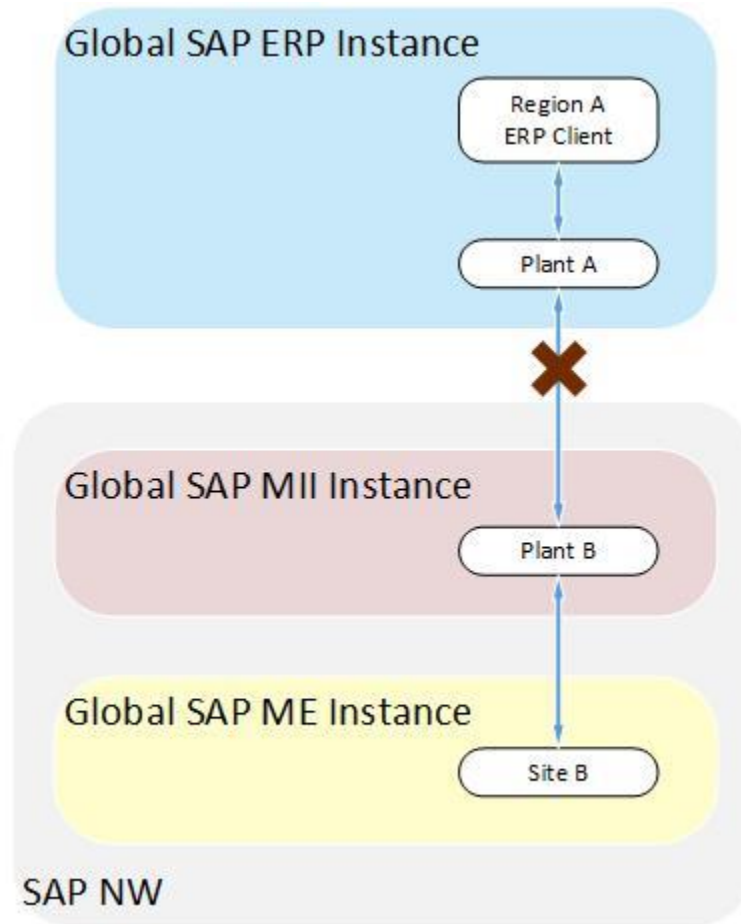 Global SAP ERP Instance
Region A
ERP Client
Plant A
Global SAP MII Instance
Plant B
Global SAP ME Instance
Site B
SAP NW